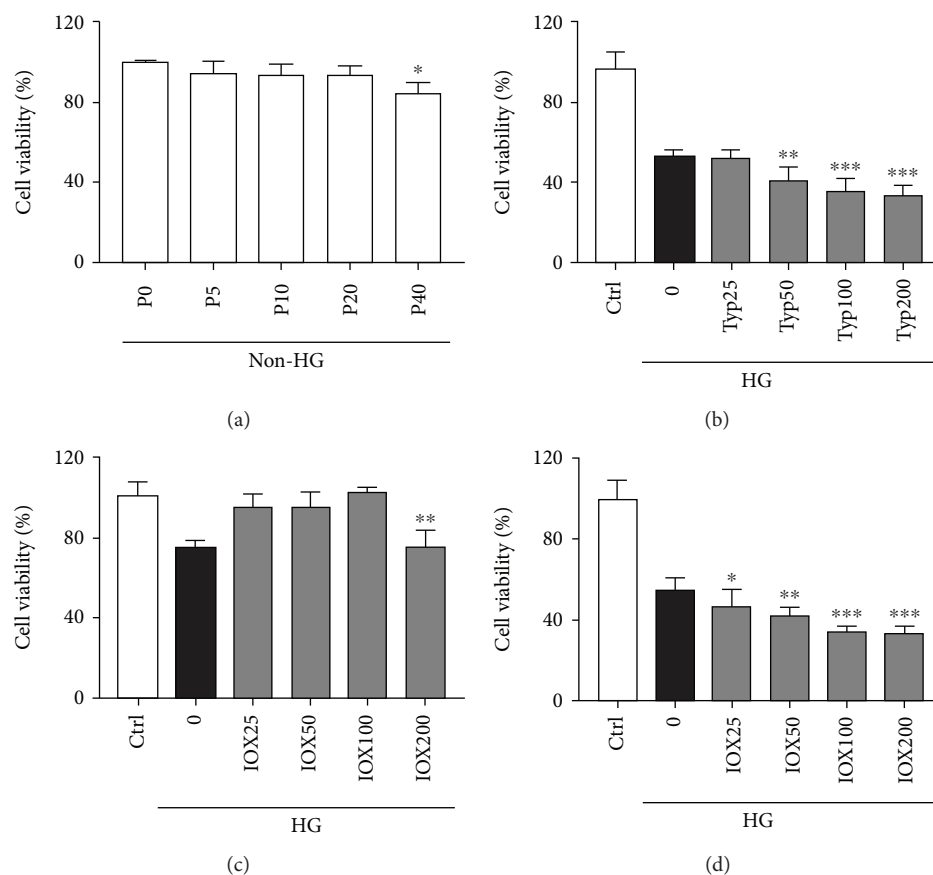 120
80
40
0
Cell viability (%)
*
P0
P5
P10
P20
P40
Non-HG
(a)
120
80
40
0
Cell viability (%)
**
***
***
Ctrl
0
Typ25
Typ50
Typ100
Typ200
HG
(b)
120
80
40
0
Cell viability (%)
**
Ctrl
0
IOX25
IOX50
IOX100
IOX200
HG
(c)
120
80
40
0
Cell viability (%)
*
**
***
***
Ctrl
0
IOX25
IOX50
IOX100
IOX200
HG
(d)